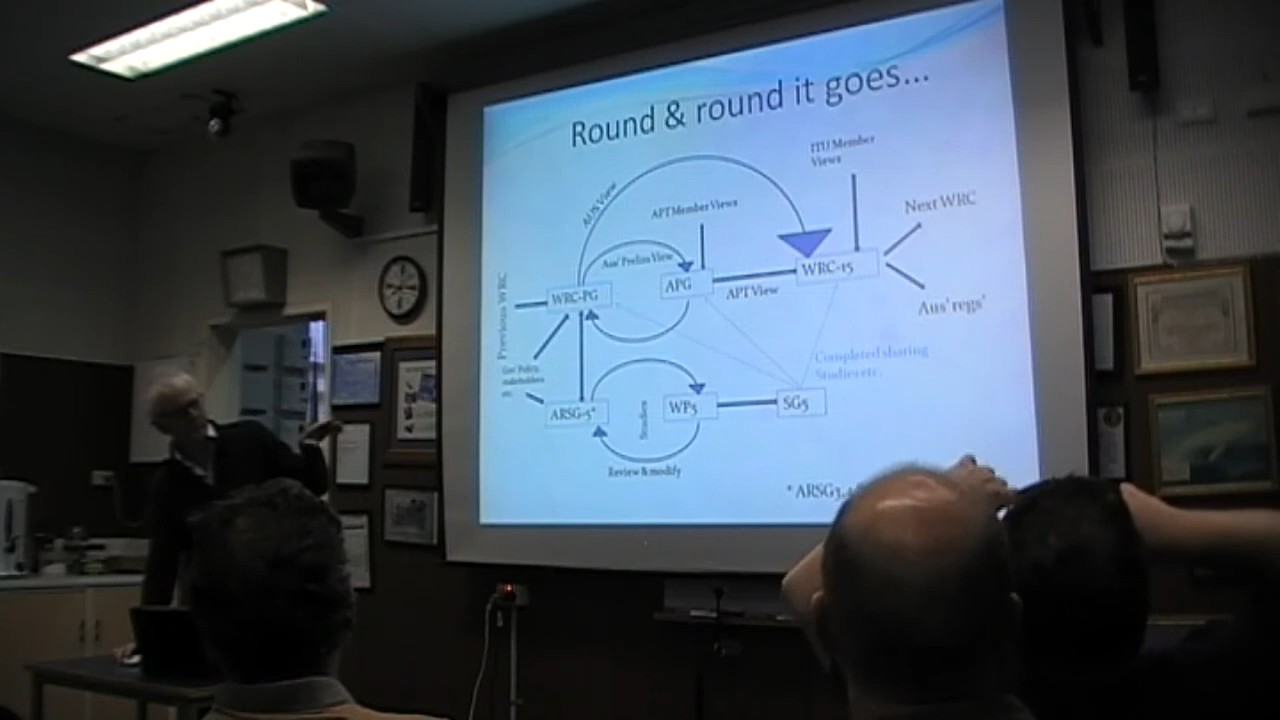 Round & round it goes...
ITU Member
Views
AUS View
APT Member Views
Next WRC
Aus' Prelim View
WRC-15
APG
APT View
WRC-PG
Previous WRC
Aus' regs'
Completed sharing
Studies etc.
Gov' Policy,
stakeholders
etc
ARSG-5*
Studies
WP5
SG5
Review & modify
* ARSG3,4